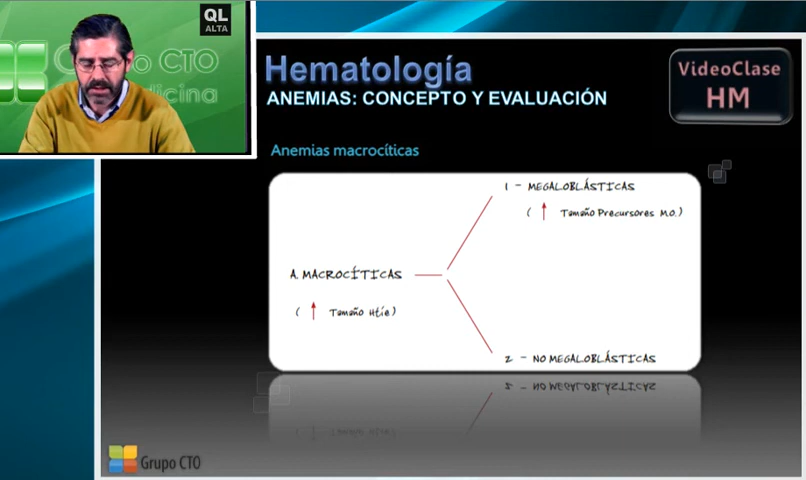 QL
ALTA
Grupo CTO
Medicina
Hematología
ANEMIAS: CONCEPTO Y EVALUACIÓN
VideoClase
HM
Anemias macrocíticas
1 - MEGALOBLÁSTICAS
( ↑ Tamaño Precursores M.O.)
A. MACROCÍTICAS
( ↑ Tamaño Htíe)
2 - NO MEGALOBLÁSTICAS
Grupo CTO